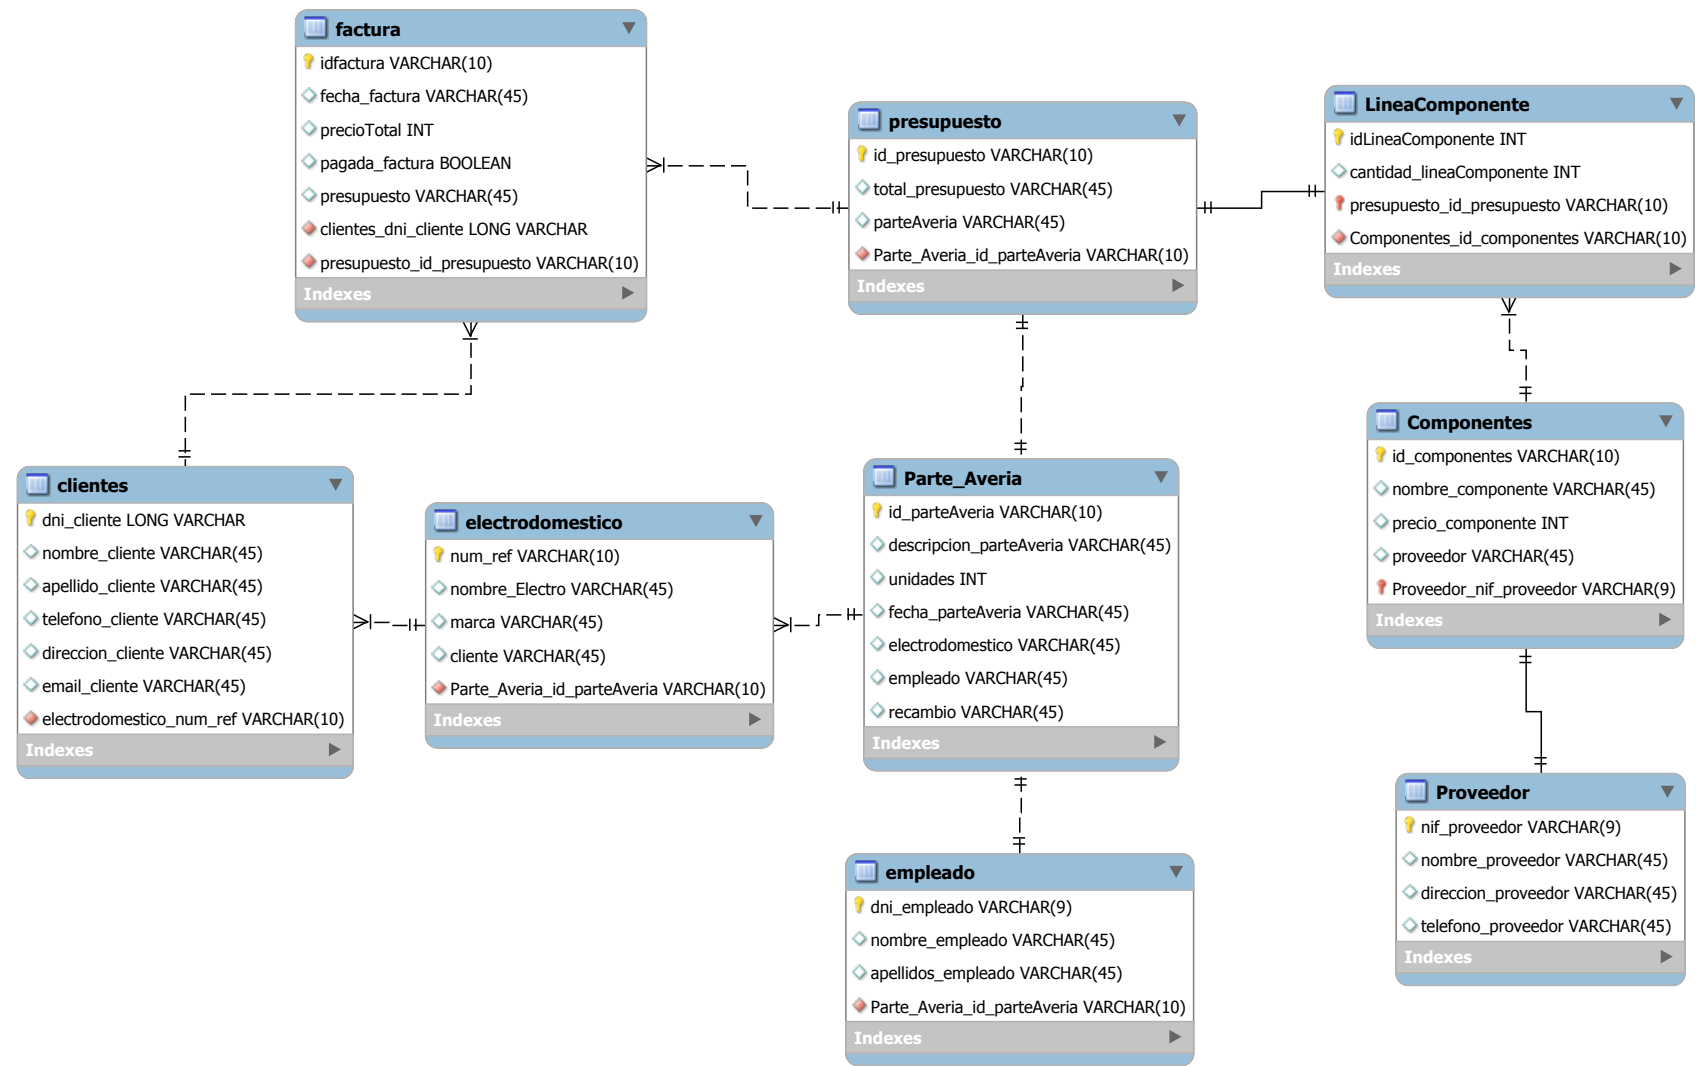 factura
idfactura VARCHAR(10)
fecha_factura VARCHAR(45)
precioTotal INT
pagada_factura BOOLEAN
presupuesto VARCHAR(45)
clientes_dni_cliente LONG VARCHAR
presupuesto_id_presupuesto VARCHAR(10)
Indexes
presupuesto
id_presupuesto VARCHAR(10)
total_presupuesto VARCHAR(45)
parteAveria VARCHAR(45)
Parte_Averia_id_parteAveria VARCHAR(10)
Indexes
LineaComponente
idLineaComponente INT
cantidad_lineaComponente INT
presupuesto_id_presupuesto VARCHAR(10)
Componentes_id_componentes VARCHAR(10)
Indexes
clientes
dni_cliente LONG VARCHAR
nombre_cliente VARCHAR(45)
apellido_cliente VARCHAR(45)
telefono_cliente VARCHAR(45)
direccion_cliente VARCHAR(45)
email_cliente VARCHAR(45)
electrodomestico_num_ref VARCHAR(10)
Indexes
electrodomestico
num_ref VARCHAR(10)
nombre_Electro VARCHAR(45)
marca VARCHAR(45)
cliente VARCHAR(45)
Parte_Averia_id_parteAveria VARCHAR(10)
Indexes
Parte_Averia
id_parteAveria VARCHAR(10)
descripcion_parteAveria VARCHAR(45)
unidades INT
fecha_parteAveria VARCHAR(45)
electrodomestico VARCHAR(45)
empleado VARCHAR(45)
recambio VARCHAR(45)
Indexes
Componentes
id_componentes VARCHAR(10)
nombre_componente VARCHAR(45)
precio_componente INT
proveedor VARCHAR(45)
Proveedor_nif_proveedor VARCHAR(9)
Indexes
Proveedor
nif_proveedor VARCHAR(9)
nombre_proveedor VARCHAR(45)
direccion_proveedor VARCHAR(45)
telefono_proveedor VARCHAR(45)
Indexes
empleado
dni_empleado VARCHAR(9)
nombre_empleado VARCHAR(45)
apellidos_empleado VARCHAR(45)
Parte_Averia_id_parteAveria VARCHAR(10)
Indexes